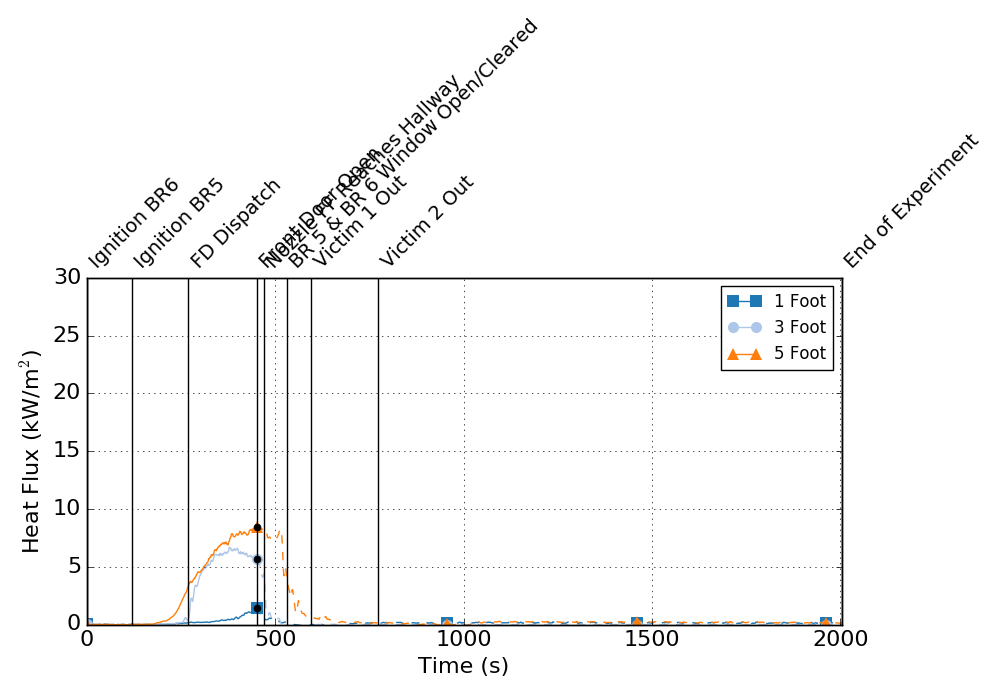 Ignition BR6
Ignition BR5
FD Dispatch
Front Door Open
Nozzle FF Reaches Hallway
BR 5 & BR 6 Window Open/Cleared
Victim 1 Out
Victim 2 Out
End of Experiment
30
25
20
15
10
5
0
Heat Flux (kW/m²)
1 Foot
3 Foot
5 Foot
0
500
1000
1500
2000
Time (s)